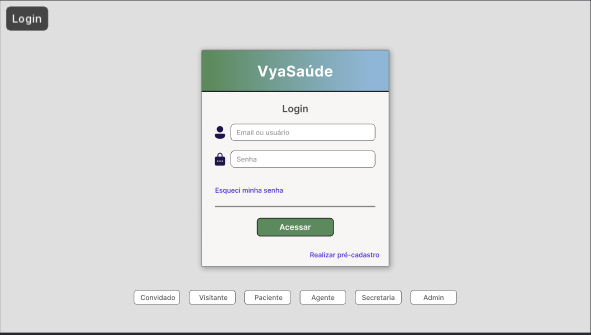 Login
VyaSaúde
Login
Email ou usuário
Senha
Esqueci minha senha
Acessar
Realizar pré-cadastro
Convidado Visitante Paciente Agente Secretaria Admin